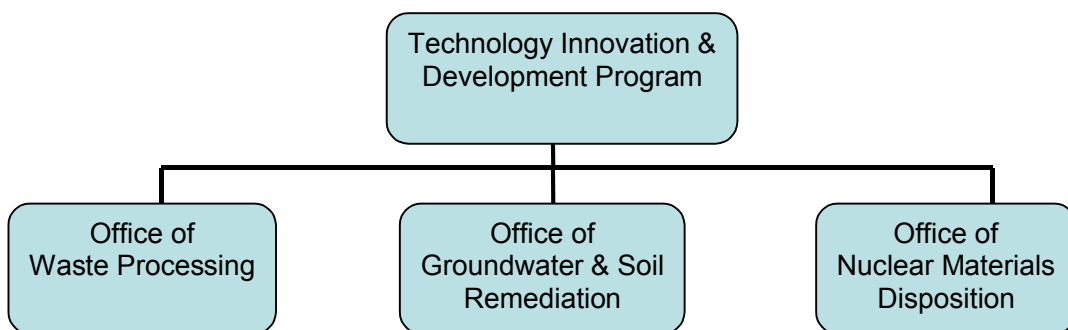 Technology Innovation &
Development Program
Office of
Waste Processing
Office of
Groundwater & Soil
Remediation
Office of
Nuclear Materials
Disposition